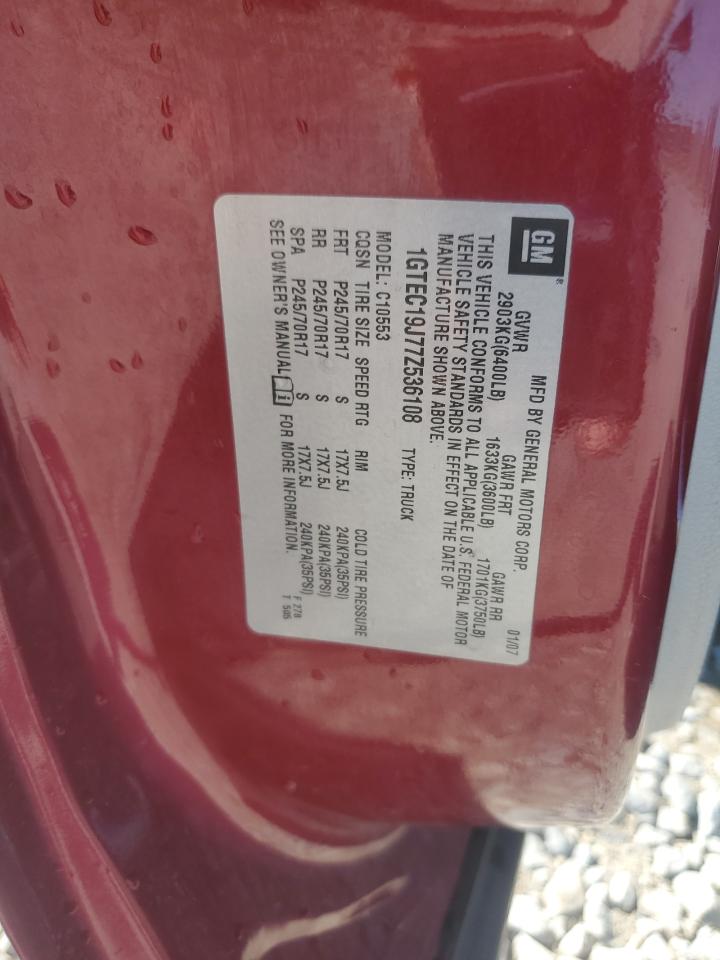 GM®
MFD BY GENERAL MOTORS CORP. 01/07
GVWR GAWR FRT GAWR RR
2903KG(6400LB) 1633KG(3600LB) 1701KG(3750LB)
THIS VEHICLE CONFORMS TO ALL APPLICABLE U.S. FEDERAL MOTOR
VEHICLE SAFETY STANDARDS IN EFFECT ON THE DATE OF
MANUFACTURE SHOWN ABOVE.
1GTEC19J77Z536108 TYPE: TRUCK
MODEL: C10553
CQSN TIRE SIZE SPEED RTG RIM COLD TIRE PRESSURE
FRT P245/70R17 S 17X7.5J 240KPA(35PSI)
RR P245/70R17 S 17X7.5J 240KPA(35PSI)
SPA P245/70R17 S 17X7.5J 240KPA(35PSI)
SEE OWNER'S MANUAL i FOR MORE INFORMATION.
F 278
T 505